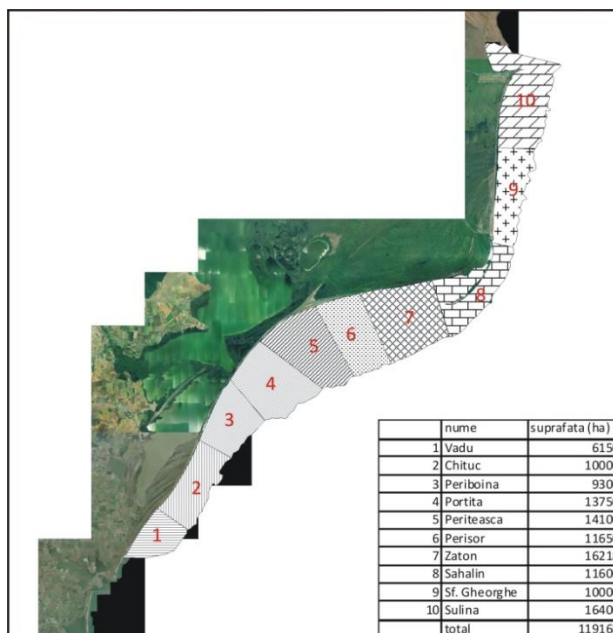 10
9
8
7
6
5
4
3
2
1
nume suprafata (ha)
1 Vadu 615
2 Chituc 1000
3 Periboina 930
4 Portita 1375
5 Periteasca 1410
6 Perisor 1165
7 Zaton 1621
8 Sahalin 1160
9 Sf. Gheorghe 1000
10 Sulina 1640
total 11916